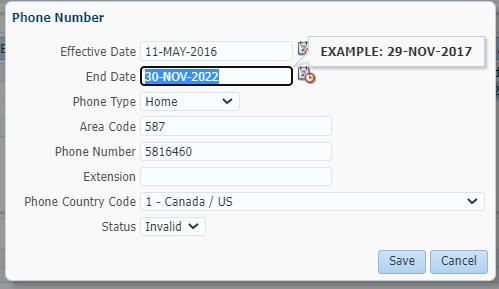 Phone Number
Effective Date 11-MAY-2016
EXAMPLE: 29-NOV-2017
End Date 30-NOV-2022
Phone Type Home
Area Code 587
Phone Number 5816460
Extension
Phone Country Code 1 - Canada / US
Status Invalid
Save Cancel